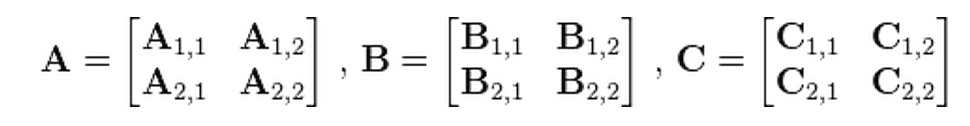 A = [ A1,1 A1,2 ; A2,1 A2,2 ] , B = [ B1,1 B1,2 ; B2,1 B2,2 ] , C = [ C1,1 C1,2 ; C2,1 C2,2 ]